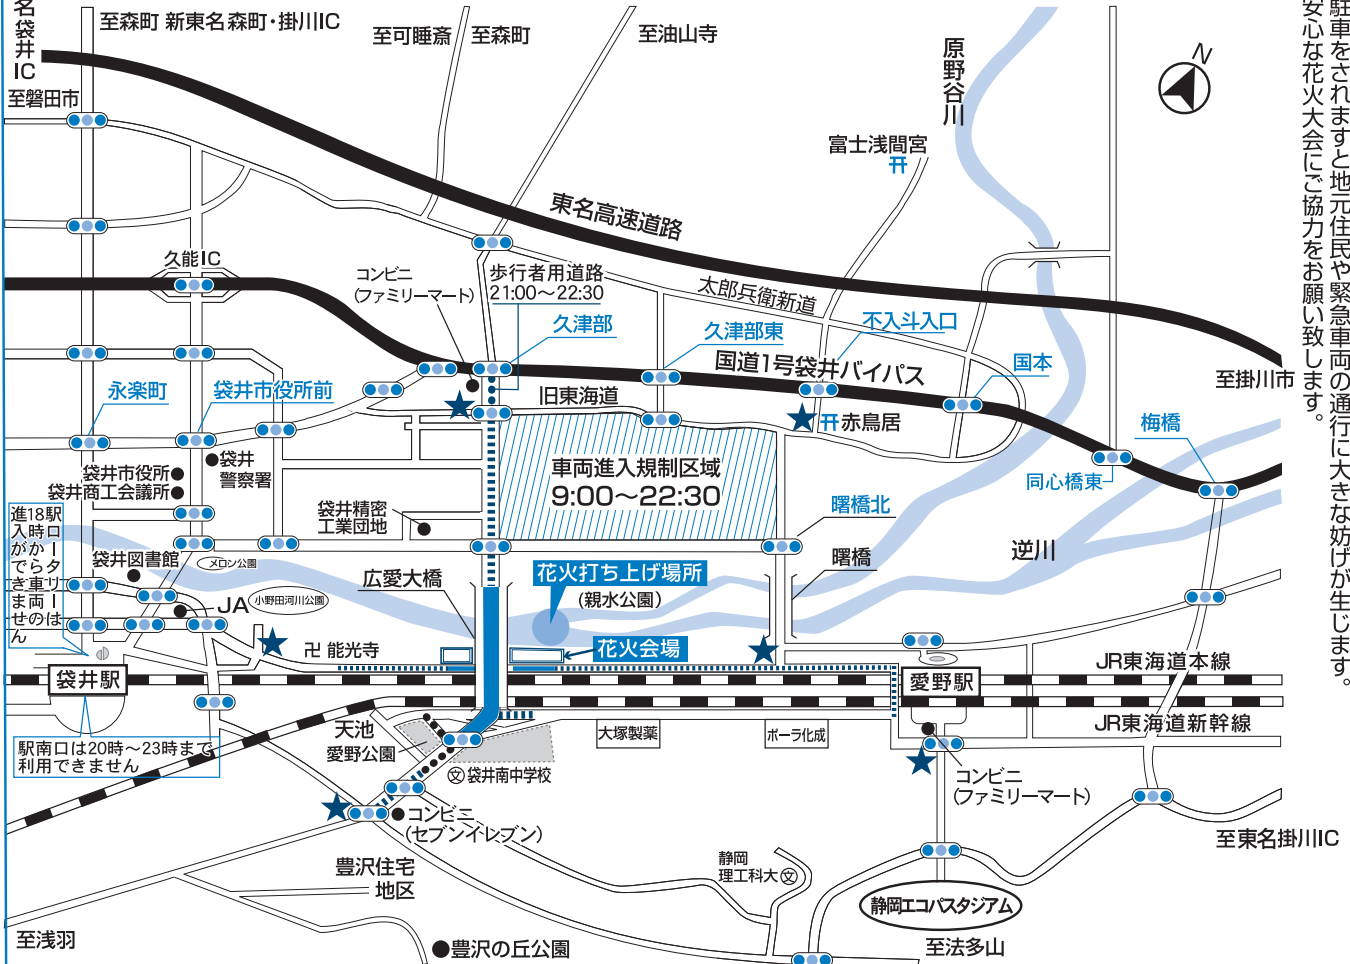 名袋井IC
至森町 新東名 森町・掛川IC
至可睡斎
至森町
至油山寺
原野谷川
N
駐車をされますと地元住民や緊急車両の通行に大きな妨げが生じます。
安心な花火大会にご協力をお願い致します。
至磐田市
富士浅間宮
東名高速道路
久能IC
コンビニ
(ファミリーマート)
歩行者用道路
21:00〜22:30
太郎兵衛新道
久津部
久津部東
不入斗入口
国道1号袋井バイパス
国本
至掛川市
永楽町
袋井市役所前
旧東海道
赤鳥居
梅橋
袋井市役所
袋井商工会議所
袋井
警察署
車両進入規制区域
9:00〜22:30
同心橋東
袋井精密
工業団地
曙橋北
駅口ータリーは
18時から車両の
進入ができません
袋井図書館
メロン公園
広愛大橋
花火打ち上げ場所
(親水公園)
曙橋
逆川
JA
小野田河川公園
卍 能光寺
花火会場
袋井駅
愛野駅
JR東海道本線
JR東海道新幹線
駅南口は20時〜23時まで
利用できません
天池
愛野公園
大塚製薬
ポーラ化成
文 袋井南中学校
コンビニ
(ファミリーマート)
コンビニ
(セブンイレブン)
至東名掛川IC
豊沢住宅
地区
静岡
理工科大 文
静岡エコパスタジアム
至浅羽
豊沢の丘公園
至法多山